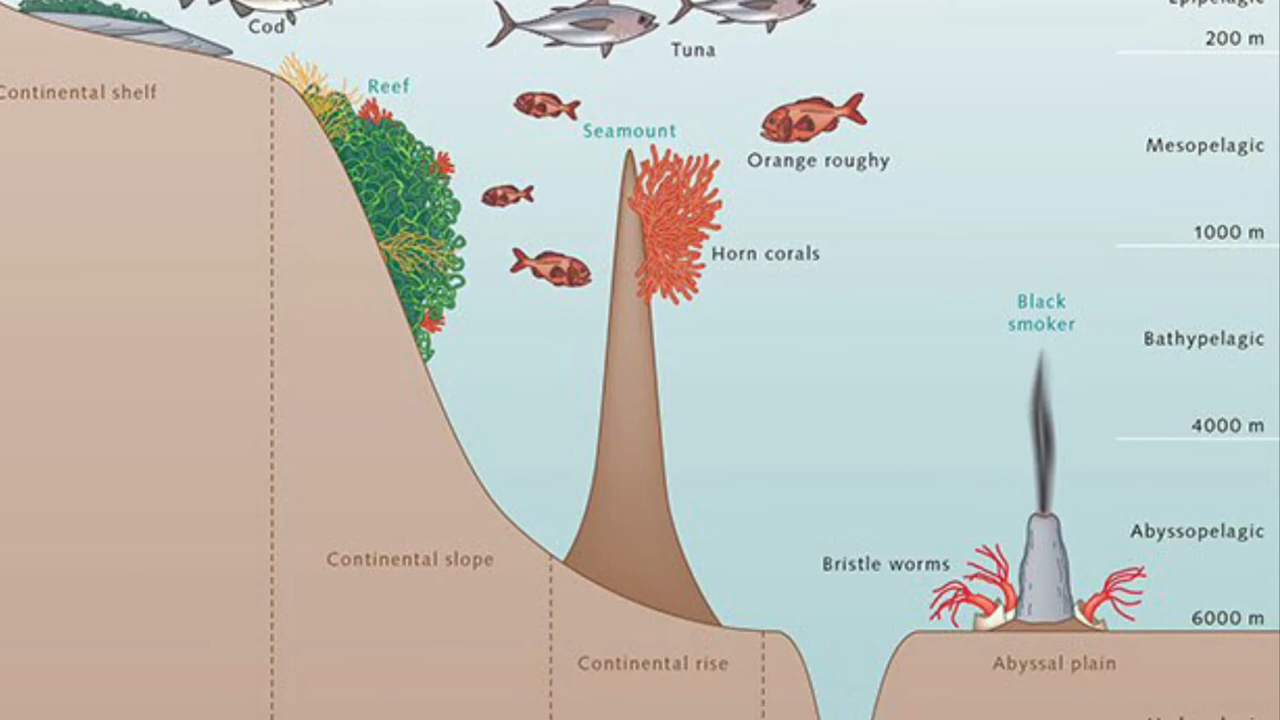 Epipelagic
Cod
200 m
Tuna
Reef
Continental shelf
Seamount
Mesopelagic
Orange roughy
1000 m
Horn corals
Black
smoker
Bathypelagic
4000 m
Abyssopelagic
Continental slope
Bristle worms
6000 m
Continental rise
Abyssal plain